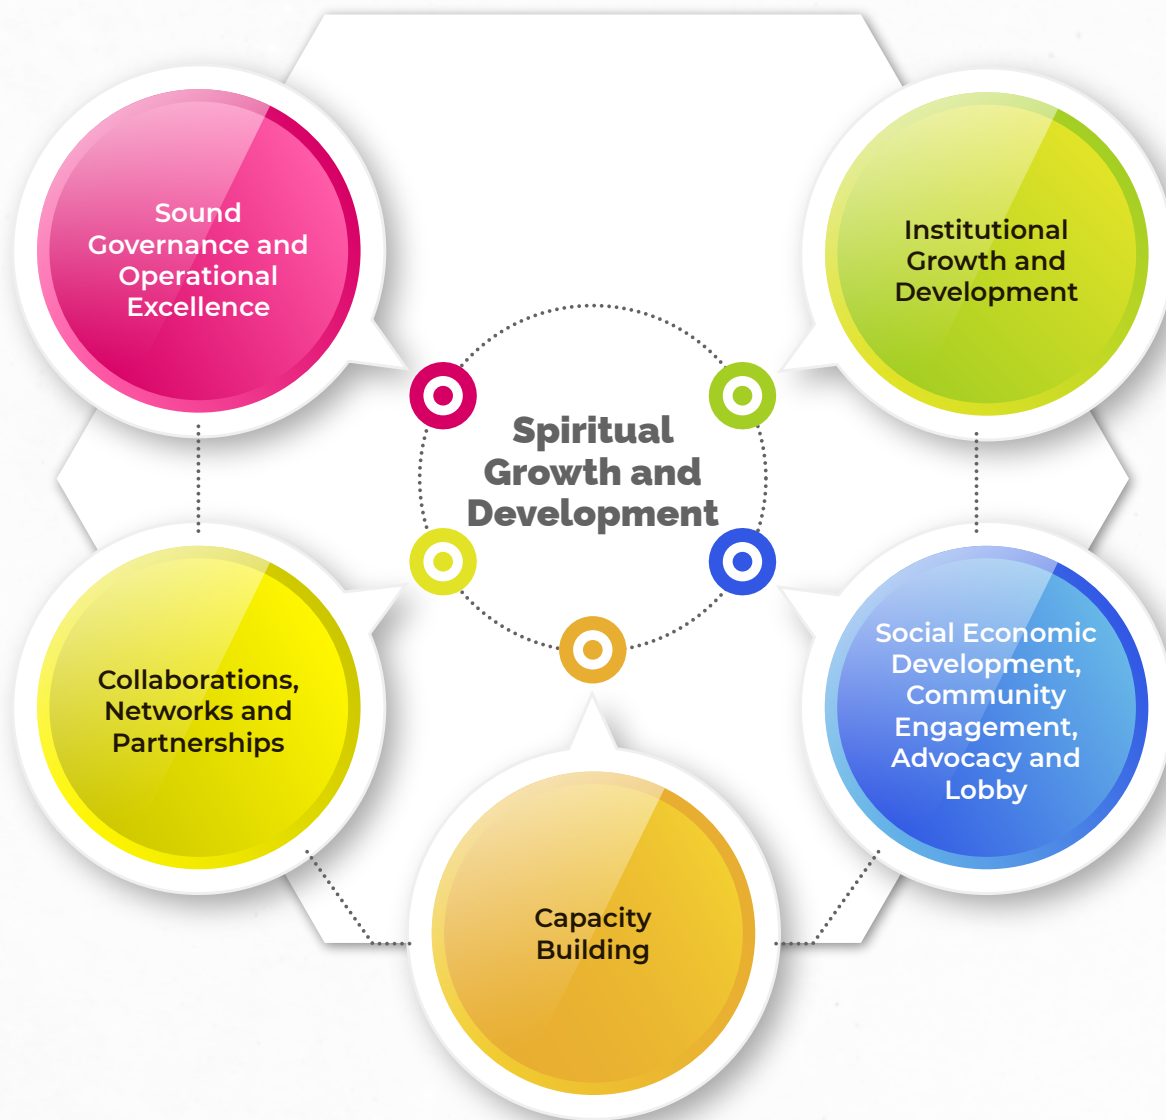 Sound
Governance and
Operational
Excellence
Institutional
Growth and
Development
Spiritual
Growth and
Development
Collaborations,
Networks and
Partnerships
Social Economic
Development,
Community
Engagement,
Advocacy and
Lobby
Capacity
Building